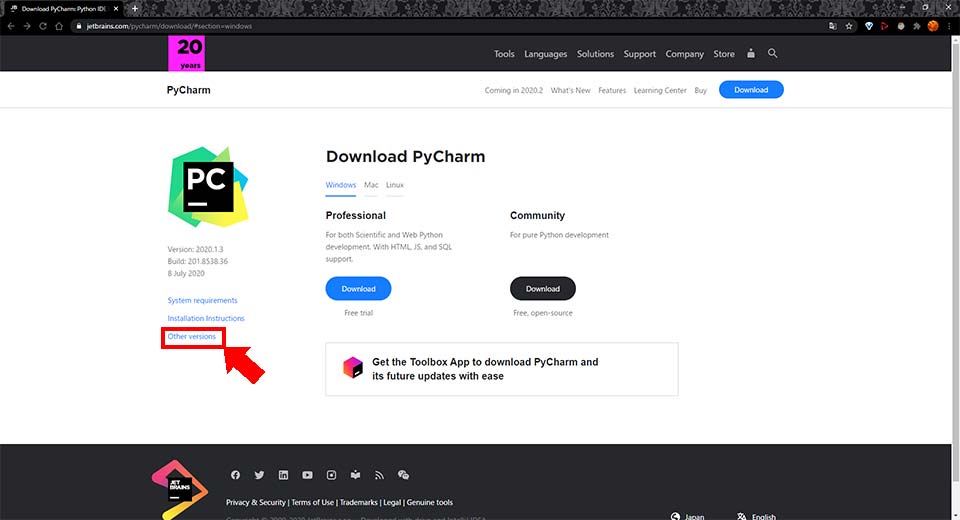 Download PyCharm: Python IDE
jetbrains.com/pycharm/download/#section=windows
20
years
Tools Languages Solutions Support Company Store
PyCharm
Coming in 2020.2 What's New Features Learning Center Buy Download
PC
Download PyCharm
Windows Mac Linux
Professional
For both Scientific and Web Python
development. With HTML, JS, and SQL
support.
Download
Free trial
Community
For pure Python development
Download
Free, open-source
Version: 2020.1.3
Build: 201.8538.36
8 July 2020
System requirements
Installation Instructions
Other versions
Get the Toolbox App to download PyCharm and
its future updates with ease
JET
BRAINS
Privacy & Security | Terms of Use | Trademarks | Legal | Genuine tools
Japan English